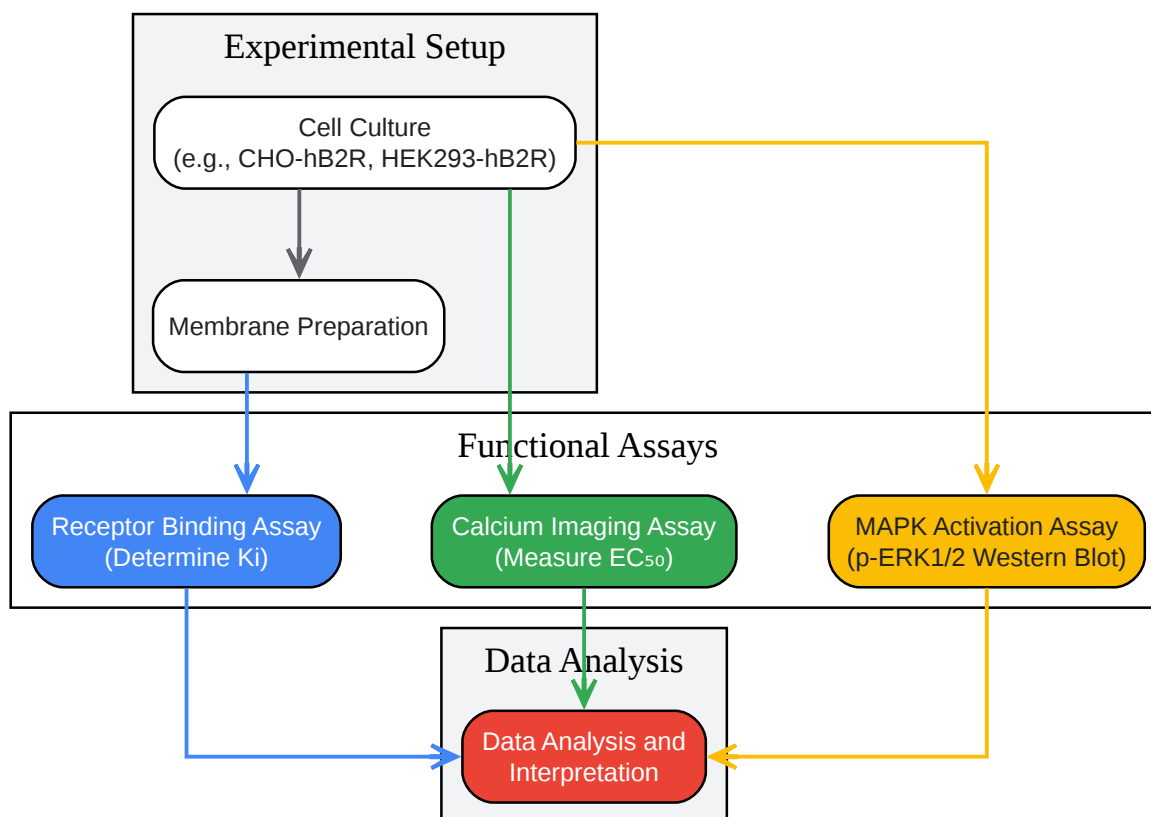 Experimental Setup
Cell Culture
(e.g., CHO-hB2R, HEK293-hB2R)
Membrane Preparation
Functional Assays
Receptor Binding Assay
(Determine Ki)
Calcium Imaging Assay
(Measure EC₅₀)
MAPK Activation Assay
(p-ERK1/2 Western Blot)
Data Analysis
Data Analysis and
Interpretation